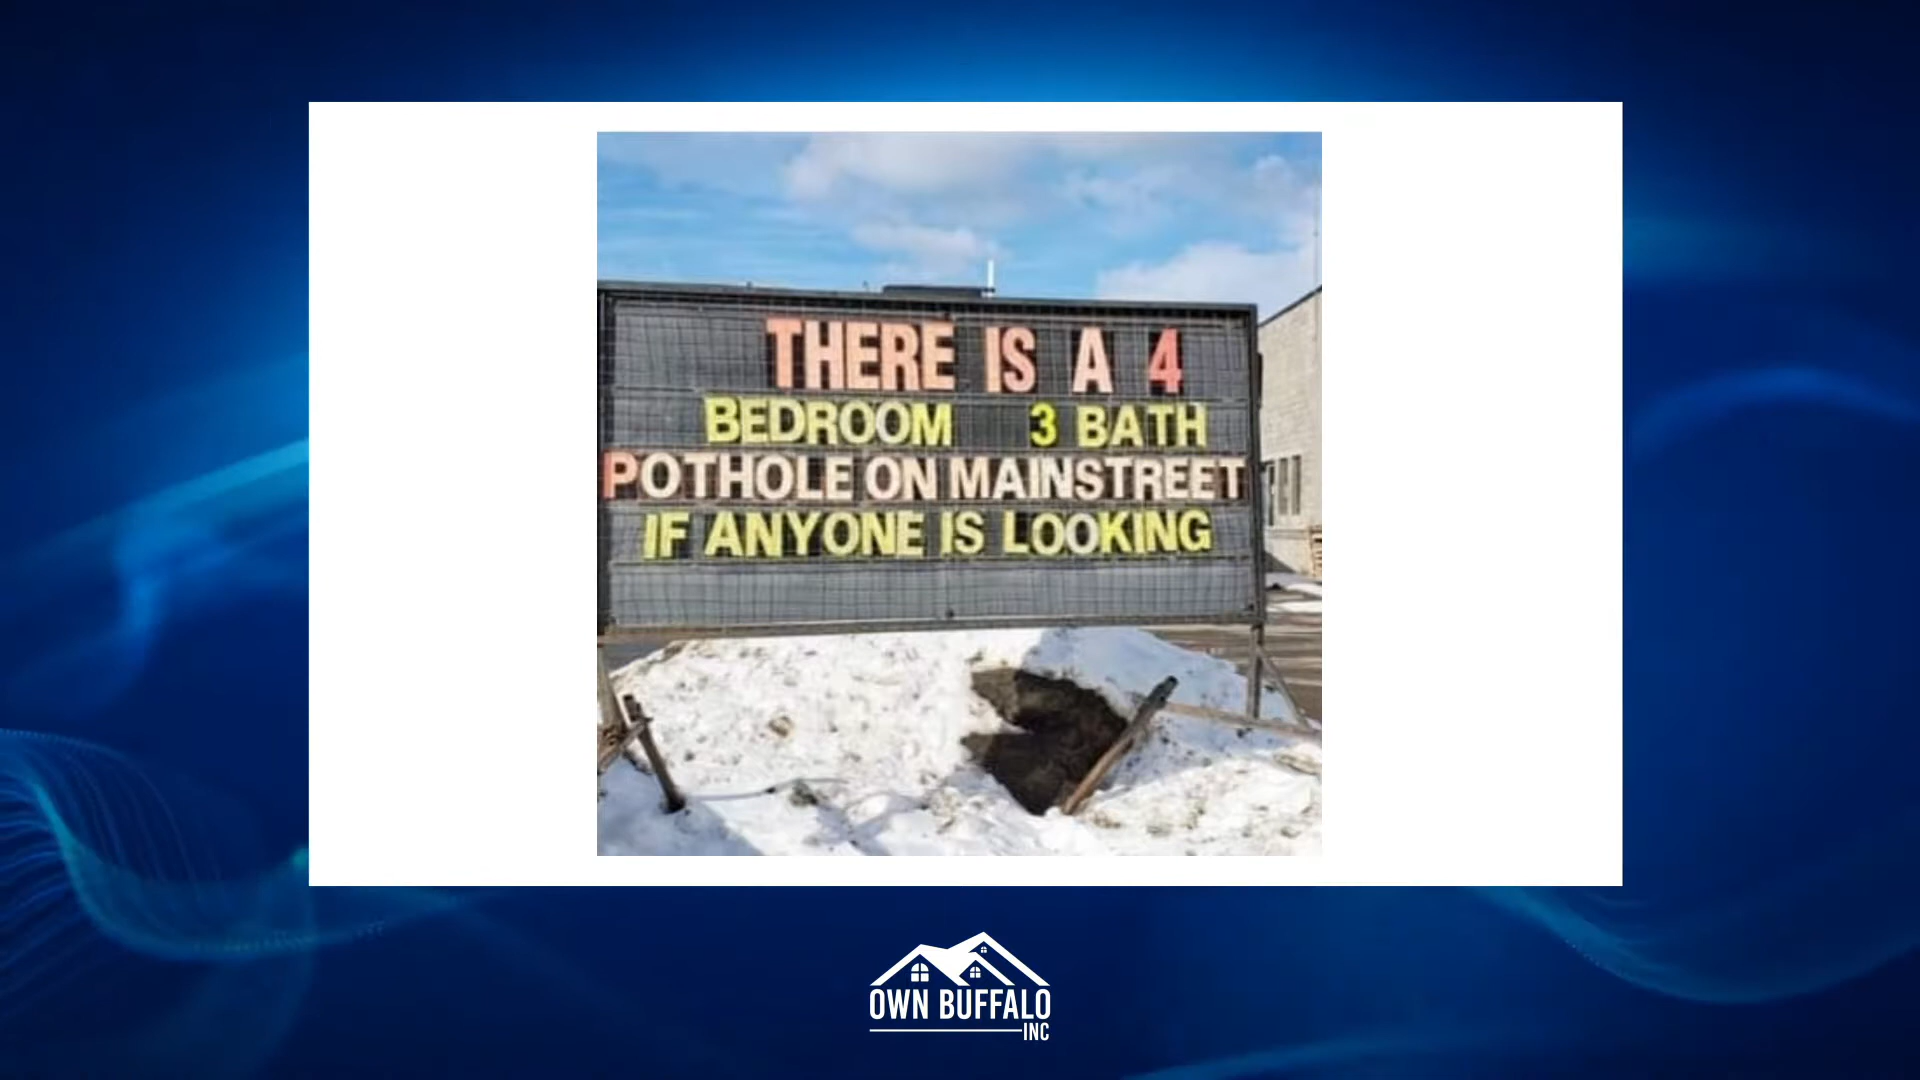 THERE IS A 4
BEDROOM 3 BATH
POTHOLE ON MAINSTREET
IF ANYONE IS LOOKING
OWN BUFFALO
INC